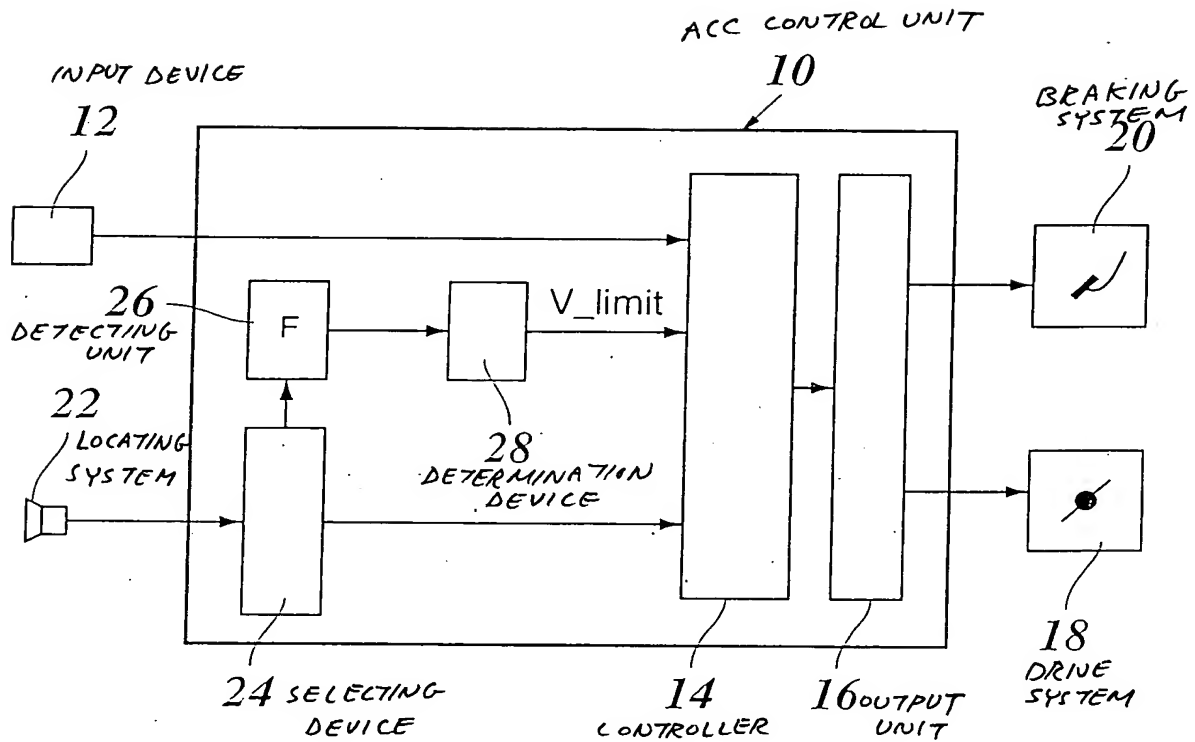 ACC CONTROL UNIT
10
INPUT DEVICE
12
BRAKING
SYSTEM
20
26
DETECTING
UNIT
F
V_limit
22
LOCATING
SYSTEM
28
DETERMINATION
DEVICE
24 SELECTING
DEVICE
14
CONTROLLER
16 OUTPUT
UNIT
18
DRIVE
SYSTEM